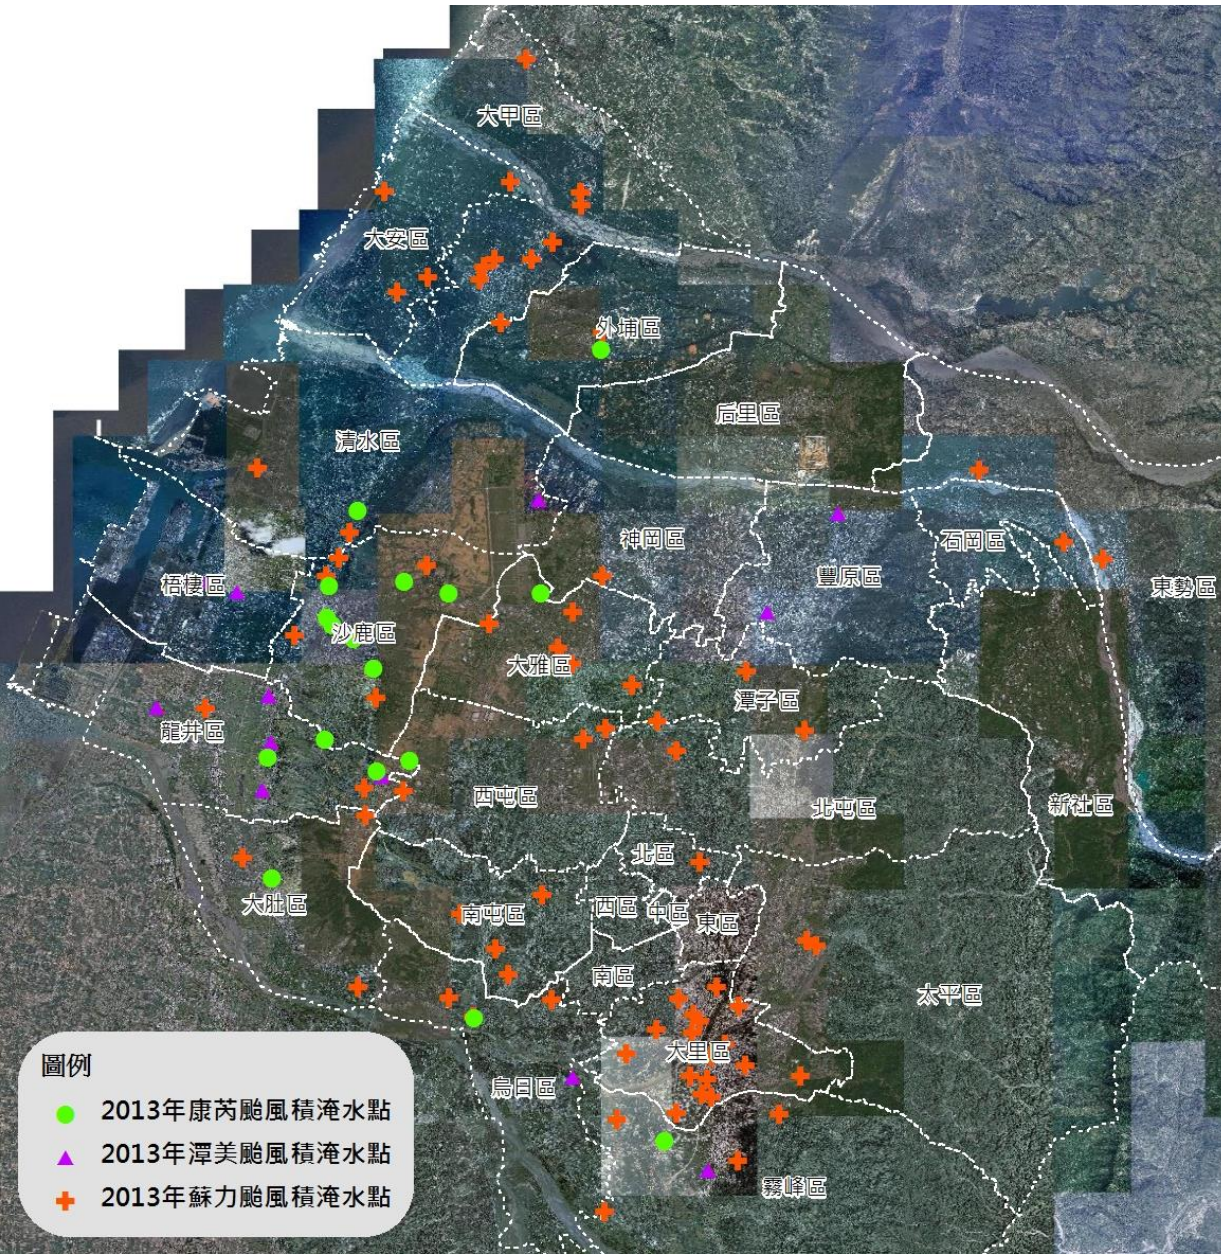 大甲區
大安區
外埔區
后里區
清水區
神岡區
石岡區
豐原區
東勢區
梧棲區
沙鹿區
大雅區
潭子區
龍井區
西屯區
北屯區
新社區
北區
大肚區
南屯區
西區
中區
東區
南區
太平區
大里區
烏日區
霧峰區
圖例
2013年康芮颱風積淹水點
2013年潭美颱風積淹水點
2013年蘇力颱風積淹水點